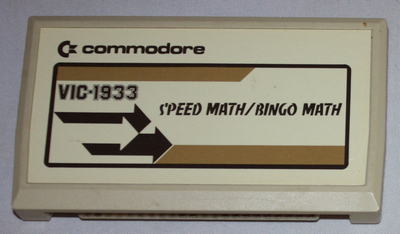 commodore
VIC-1933
SPEED MATH/BINGO MATH